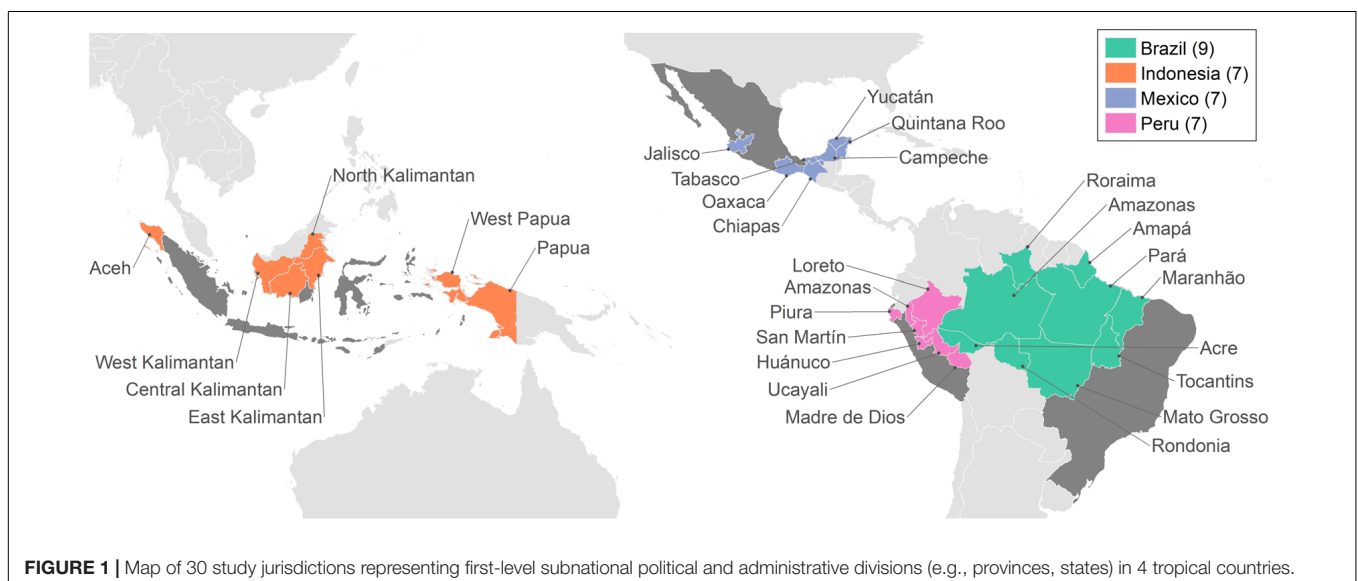 Brazil (9)
Indonesia (7)
Mexico (7)
Peru (7)
North Kalimantan
West Papua
Papua
Aceh
West Kalimantan
Central Kalimantan
East Kalimantan
Yucatán
Quintana Roo
Campeche
Jalisco
Tabasco
Oaxaca
Chiapas
Roraima
Amazonas
Amapá
Pará
Maranhão
Loreto
Amazonas
Piura
San Martín
Huánuco
Ucayali
Madre de Dios
Acre
Tocantins
Mato Grosso
Rondonia
FIGURE 1 | Map of 30 study jurisdictions representing first-level subnational political and administrative divisions (e.g., provinces, states) in 4 tropical countries.